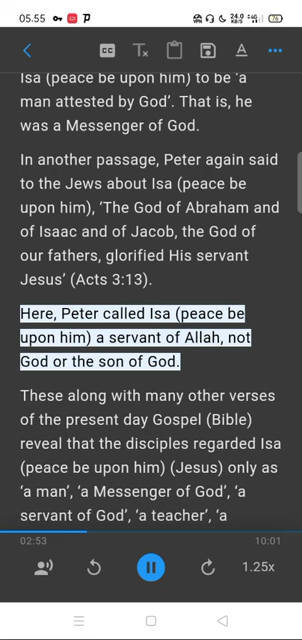 05.55
24.0
KB/S
4G
76
CC
A
Isa (peace be upon him) to be ‘a
man attested by God’. That is, he
was a Messenger of God.
In another passage, Peter again said
to the Jews about Isa (peace be
upon him), ‘The God of Abraham and
of Isaac and of Jacob, the God of
our fathers, glorified His servant
Jesus’ (Acts 3:13).
Here, Peter called Isa (peace be
upon him) a servant of Allah, not
God or the son of God.
These along with many other verses
of the present day Gospel (Bible)
reveal that the disciples regarded Isa
(peace be upon him) (Jesus) only as
‘a man’, ‘a Messenger of God’, ‘a
servant of God’, ‘a teacher’, ‘a
02:53
10:01
1.25x